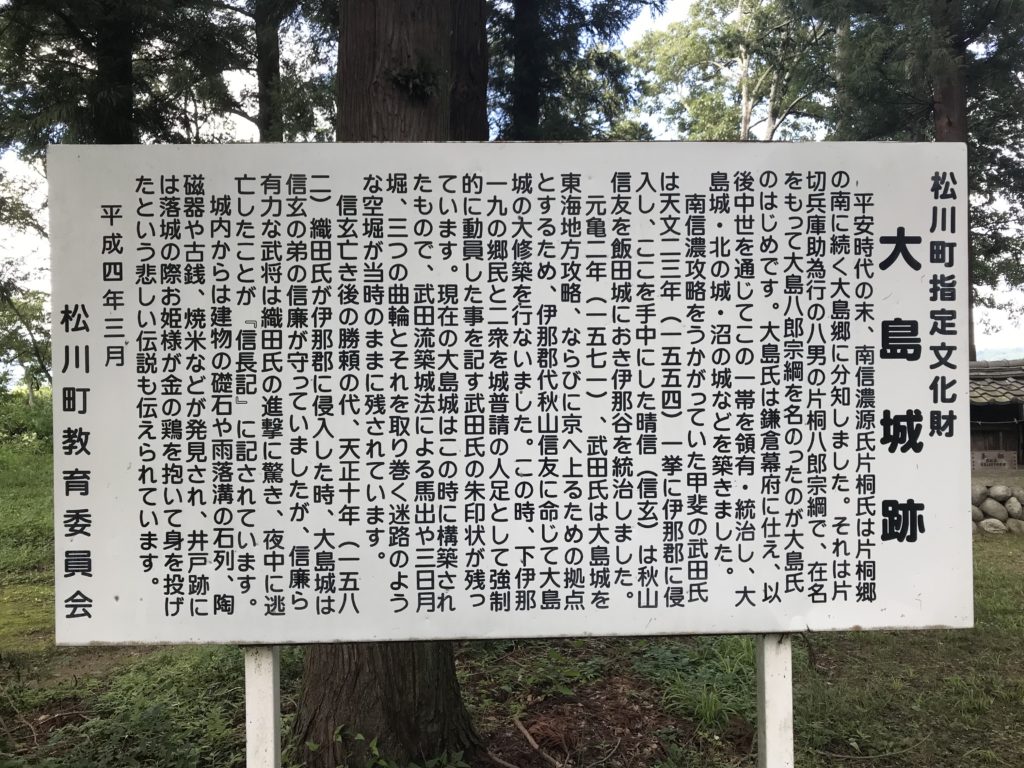 松川町指定文化財
大島城跡
平安時代の末、南信濃源氏片桐氏は片桐郷
の南に続く大島郷に分知しました。それは片
切兵庫助為行の八男の片桐八郎宗綱で、在名
をもって大島八郎宗綱を名のったのが大島氏
のはじめです。大島氏は鎌倉幕府に仕え、以
後中世を通じてこの一帯を領有・統治し、大
島城・北の城・沼の城などを築きました。
南信濃攻略をうかがっていた甲斐の武田氏
は天文二三年（一五五四）一挙に伊那郡に侵
入し、ここを手中にした晴信（信玄）は秋山
信友を飯田城におき伊那谷を統治しました。
元亀二年（一五七一）、武田氏は大島城を
東海地方攻略、ならびに京へ上るための拠点
とするため、伊那郡代秋山信友に命じて大島
城の大修築を行ないました。この時、下伊那
一九の郷民と二衆を城普請の人足として強制
的に動員した事を記す武田氏の朱印状が残っ
ています。現在の大島城はこの時に構築され
たもので、武田流築城法による馬出や三日月
堀、三つの曲輪とそれを取り巻く迷路のよう
な空堀が当時のままに残されています。
信玄亡き後の勝頼の代、天正十年（一五八
二）織田氏が伊那郡に侵入した時、大島城は
信玄の弟の信廉が守っていましたが、信廉ら
有力な武将は織田氏の進撃に驚き、夜中に逃
亡したことが『信長記』に記されています。
城内からは建物の礎石や雨落溝の石列、陶
磁器や古銭、焼米などが発見され、井戸跡に
は落城の際お姫様が金の鶏を抱いて身を投げ
たという悲しい伝説も伝えられています。
平成四年三月
松川町教育委員会